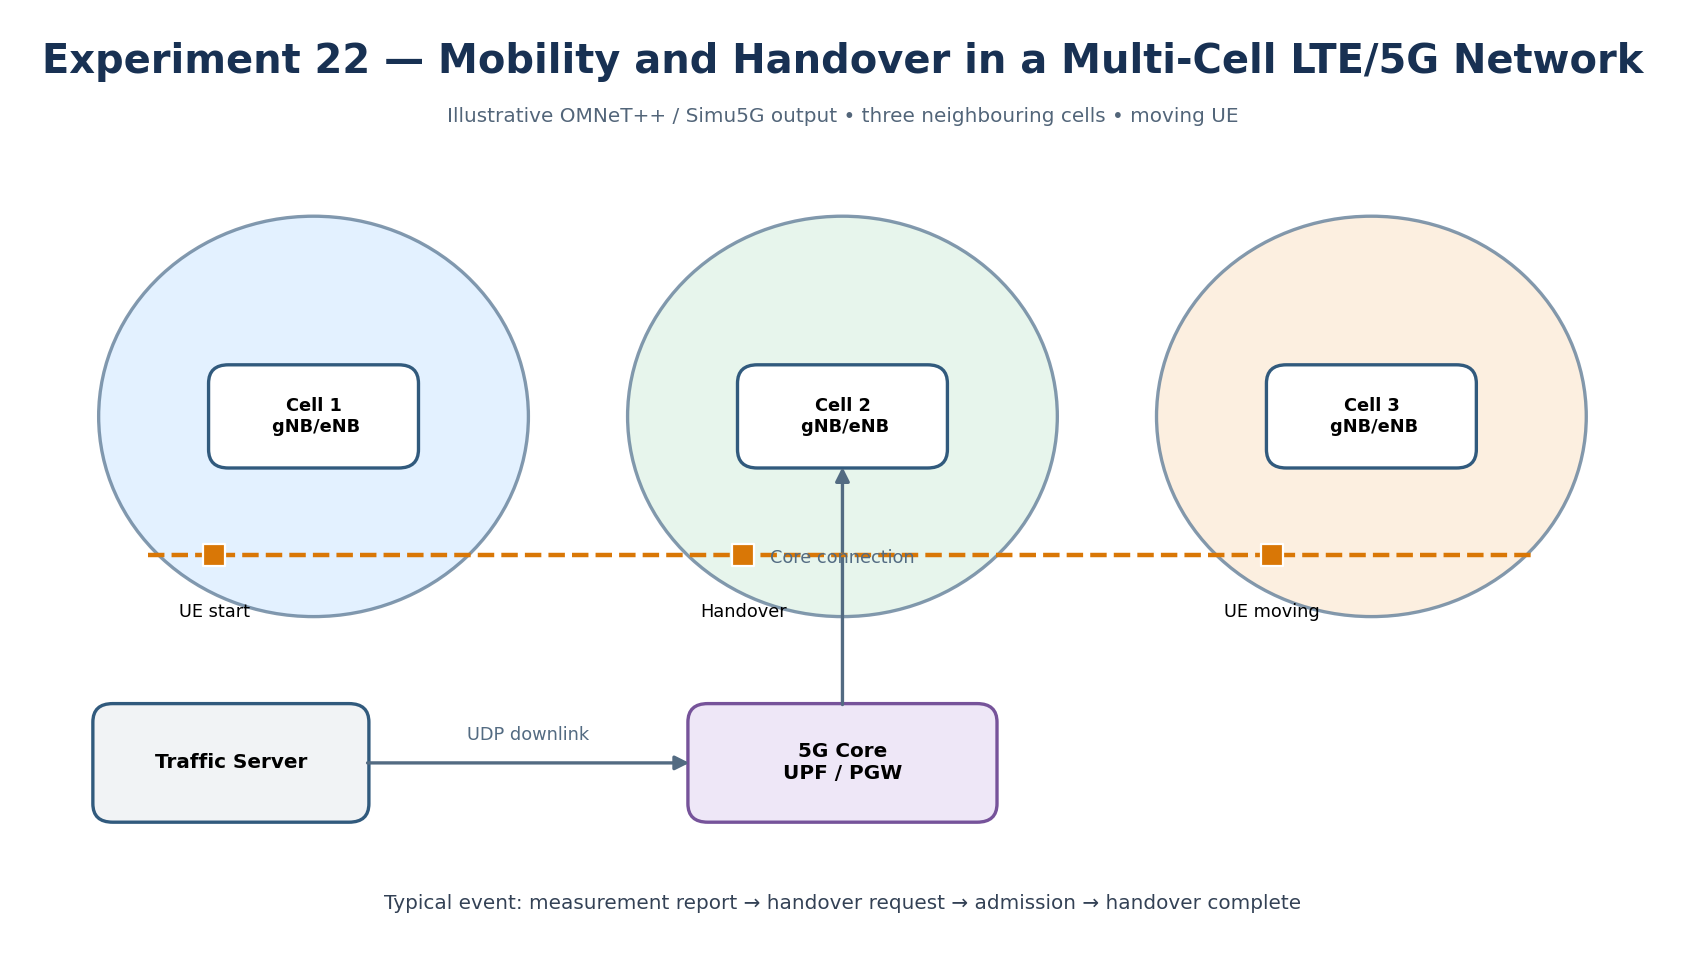 Experiment 22 — Mobility and Handover in a Multi-Cell LTE/5G Network
Illustrative OMNeT++ / Simu5G output • three neighbouring cells • moving UE
Cell 1
gNB/eNB
Cell 2
gNB/eNB
Cell 3
gNB/eNB
Core connection
UE start
Handover
UE moving
Traffic Server
UDP downlink
5G Core
UPF / PGW
Typical event: measurement report → handover request → admission → handover complete